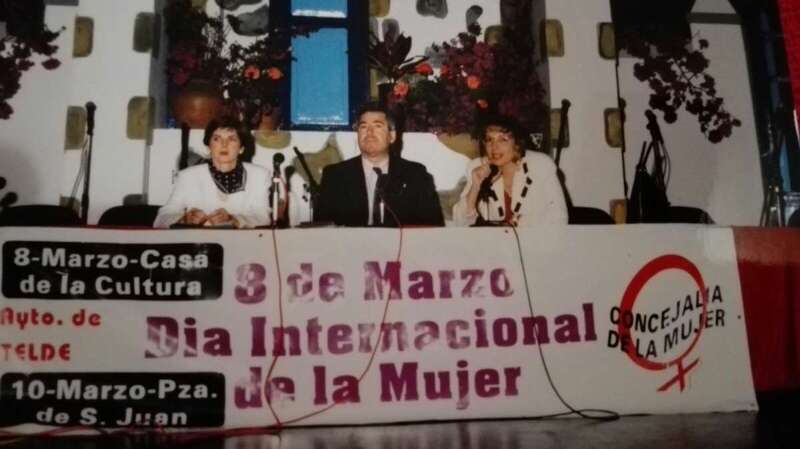 8-Marzo-Casa
de la Cultura
Ayto. de
TELDE
10-Marzo-Pza.
de S. Juan
8 de Marzo
Dia Internacional
de la Mujer
CONCEJALIA
DE LA MUJER